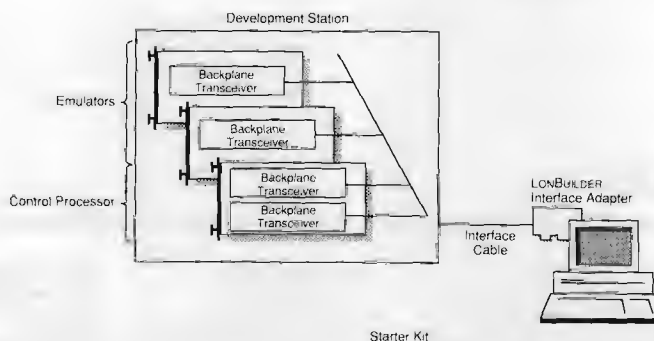 Development Station
Emulators
Backplane
Transceiver
Backplane
Transceiver
Control Processor
Backplane
Transceiver
Backplane
Transceiver
LONBUILDER
Interface Adapter
Interface
Cable
Starter Kit